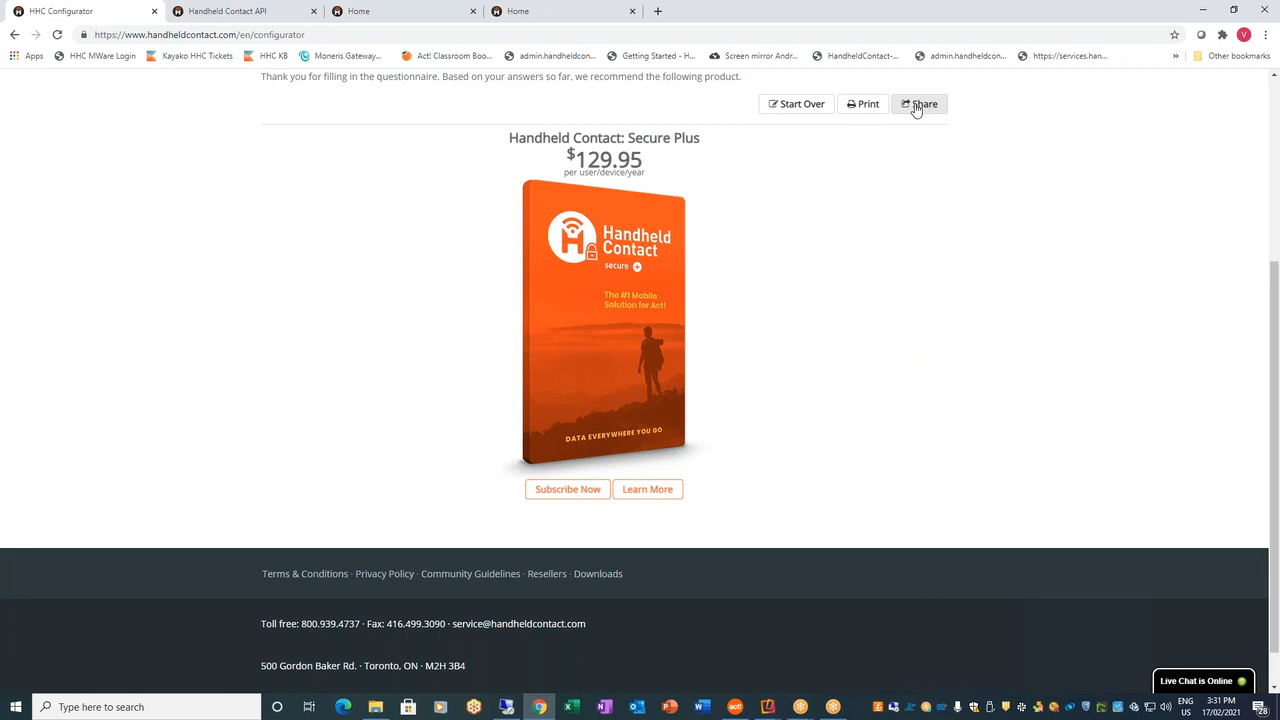 HHC Configurator
Handheld Contact API
Home
Home
https://www.handheldcontact.com/en/configurator
V
Apps
HHC MWare Login
Kayako HHC Tickets
HHC KB
Moneris Gateway...
Act! Classroom Boo...
admin.handheldcon...
Getting Started - H...
Screen mirror Andr...
HandheldContact-...
admin.handheldcon...
https://services.han...
»
Other bookmarks
Thank you for filling in the questionnaire. Based on your answers so far, we recommend the following product.
Start Over
Print
Share
Handheld Contact: Secure Plus
$129.95
per user/device/year
H
Handheld
Contact
secure +
The #1 Mobile
Solution for Act!
DATA EVERYWHERE YOU GO
Subscribe Now
Learn More
Terms & Conditions · Privacy Policy · Community Guidelines · Resellers · Downloads
Toll free: 800.939.4737 · Fax: 416.499.3090 · service@handheldcontact.com
500 Gordon Baker Rd. · Toronto, ON · M2H 3B4
Live Chat is Online
Type here to search
act!
ENG
US
3:31 PM
17/02/2021
28